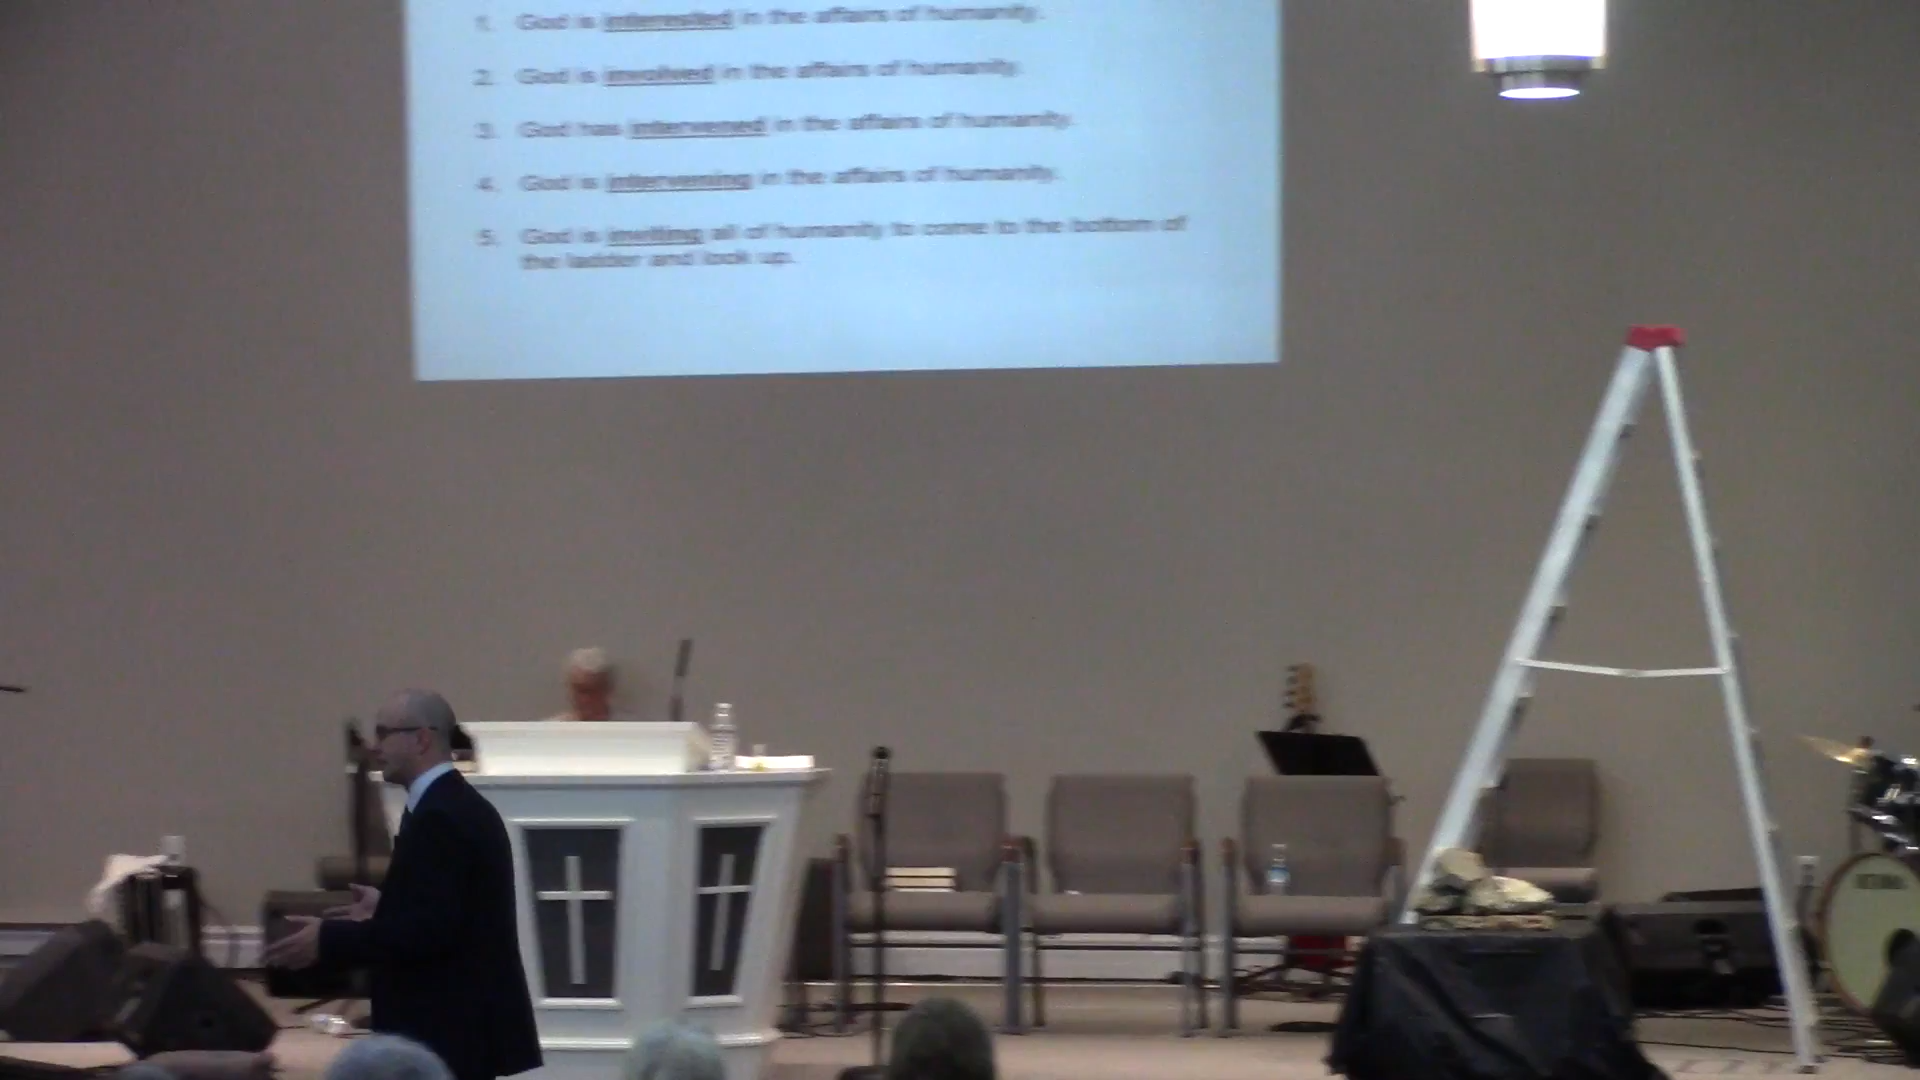 1. God is interested in the affairs of humanity.
2. God is involved in the affairs of humanity.
3. God has intervened in the affairs of humanity.
4. God is intervening in the affairs of humanity.
5. God is inviting all of humanity to come to the bottom of
the ladder and look up.